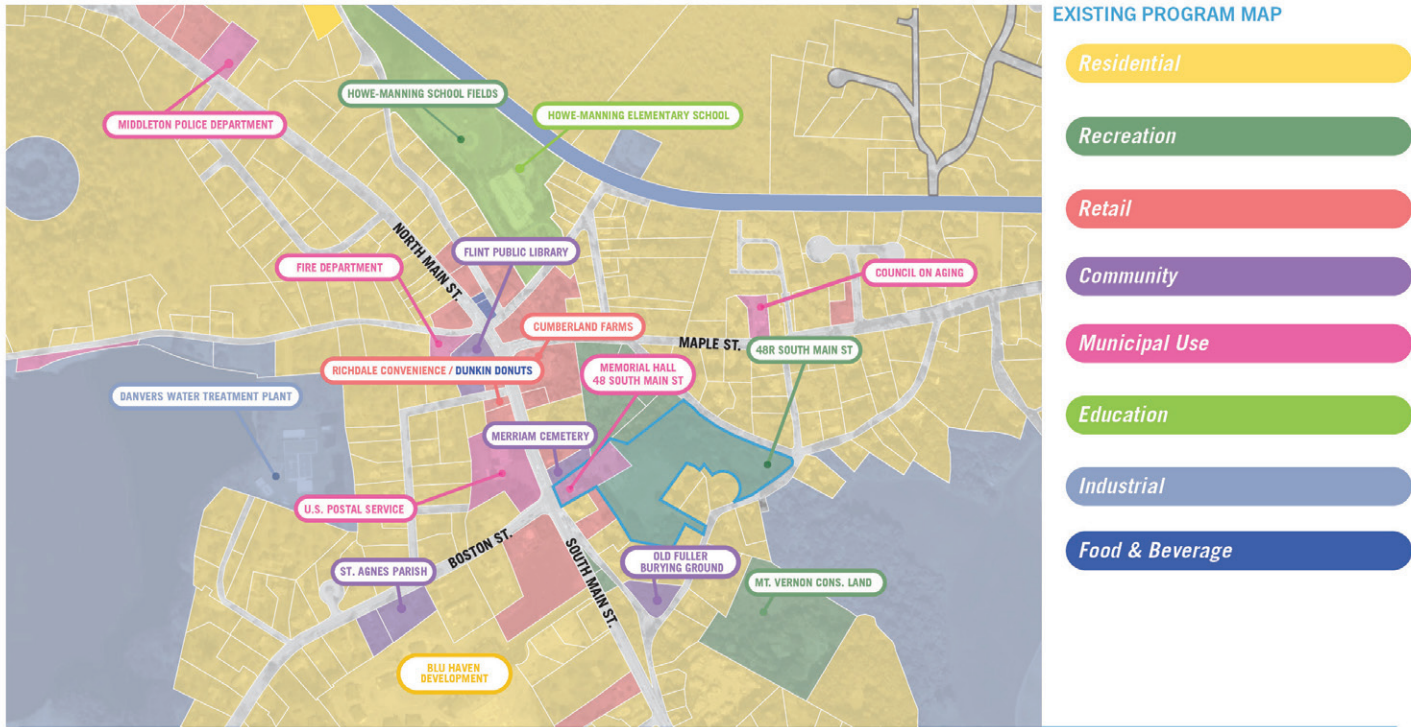 EXISTING PROGRAM MAP
Residential
Recreation
Retail
Community
Municipal Use
Education
Industrial
Food & Beverage
HOWE-MANNING SCHOOL FIELDS
HOWE-MANNING ELEMENTARY SCHOOL
MIDDLETON POLICE DEPARTMENT
NORTH MAIN ST.
FLINT PUBLIC LIBRARY
FIRE DEPARTMENT
COUNCIL ON AGING
CUMBERLAND FARMS
MAPLE ST.
48R SOUTH MAIN ST
RICHDALE CONVENIENCE / DUNKIN DONUTS
MEMORIAL HALL
48 SOUTH MAIN ST
DANVERS WATER TREATMENT PLANT
MERRIAM CEMETERY
U.S. POSTAL SERVICE
BOSTON ST.
SOUTH MAIN ST.
ST. AGNES PARISH
OLD FULLER
BURYING GROUND
MT. VERNON CONS. LAND
BLU HAVEN
DEVELOPMENT